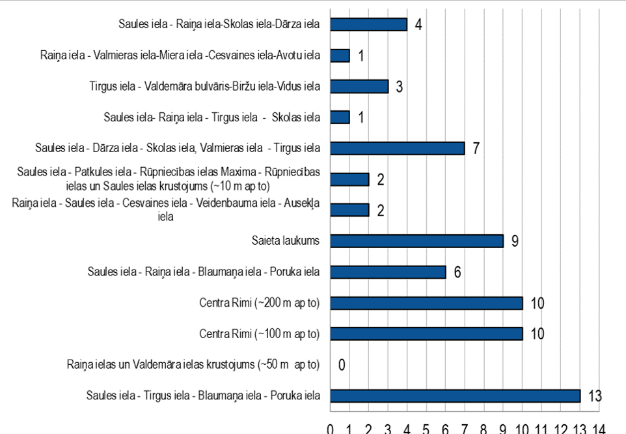 Saules iela - Raiņa iela-Skolas iela-Dārza iela 4
Raiņa iela - Valmieras iela-Miera iela -Cesvaines iela-Avotu iela 1
Tirgus iela - Valdemāra bulvāris-Biržu iela-Vidus iela 3
Saules iela- Raiņa iela - Tirgus iela - Skolas iela 1
Saules iela - Dārza iela - Skolas iela, Valmieras iela - Tirgus iela 7
Saules iela - Patkules iela - Rūpniecības ielas Maxima - Rūpniecības
ielas un Saules ielas krustojums (~10 m ap to) 2
Raiņa iela - Saules iela - Cesvaines iela - Veidenbauma iela - Ausekļa
iela 2
Saieta laukums 9
Saules iela - Raiņa iela - Blaumaņa iela - Poruka iela 6
Centra Rimi (~200 m ap to) 10
Centra Rimi (~100 m ap to) 10
Raiņa ielas un Valdemāra ielas krustojums (~50 m ap to) 0
Saules iela - Tirgus iela - Blaumaņa iela - Poruka iela 13
0 1 2 3 4 5 6 7 8 9 10 11 12 13 14